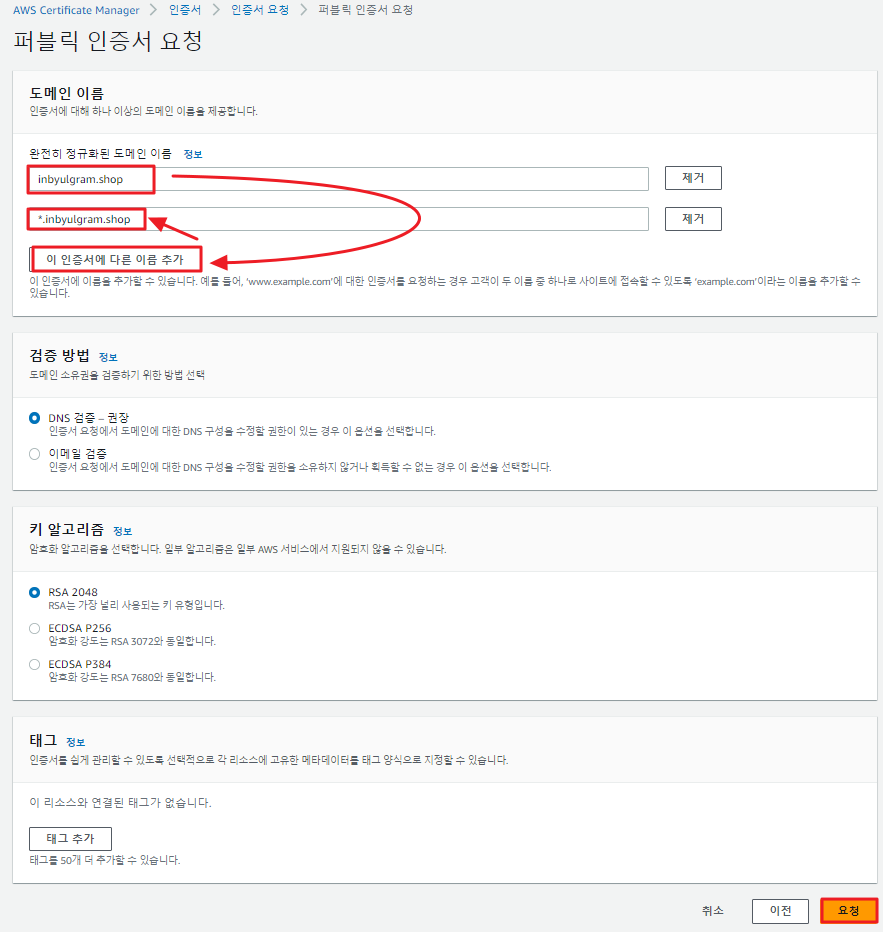 AWS Certificate Manager > 인증서 > 인증서 요청 > 퍼블릭 인증서 요청
퍼블릭 인증서 요청
도메인 이름
인증서에 대해 하나 이상의 도메인 이름을 제공합니다.
완전히 정규화된 도메인 이름 정보
inbyulgram.shop 제거
*.inbyulgram.shop 제거
이 인증서에 다른 이름 추가
이 인증서에 이름을 추가할 수 있습니다. 예를 들어, 'www.example.com'에 대한 인증서를 요청하는 경우 고객이 두 이름 중 하나로 사이트에 접속할 수 있도록 'example.com'이라는 이름을 추가할 수
있습니다.
검증 방법 정보
도메인 소유권을 검증하기 위한 방법 선택
DNS 검증 – 권장
인증서 요청에서 도메인에 대한 DNS 구성을 수정할 권한이 있는 경우 이 옵션을 선택합니다.
이메일 검증
인증서 요청에서 도메인에 대한 DNS 구성을 수정할 권한을 소유하지 않거나 획득할 수 없는 경우 이 옵션을 선택합니다.
키 알고리즘 정보
암호화 알고리즘을 선택합니다. 일부 알고리즘은 일부 AWS 서비스에서 지원되지 않을 수 있습니다.
RSA 2048
RSA는 가장 널리 사용되는 키 유형입니다.
ECDSA P256
암호화 강도는 RSA 3072와 동일합니다.
ECDSA P384
암호화 강도는 RSA 7680와 동일합니다.
태그 정보
인증서를 쉽게 관리할 수 있도록 선택적으로 각 리소스에 고유한 메타데이터를 태그 양식으로 지정할 수 있습니다.
이 리소스와 연결된 태그가 없습니다.
태그 추가
태그를 50개 더 추가할 수 있습니다.
취소 이전 요청